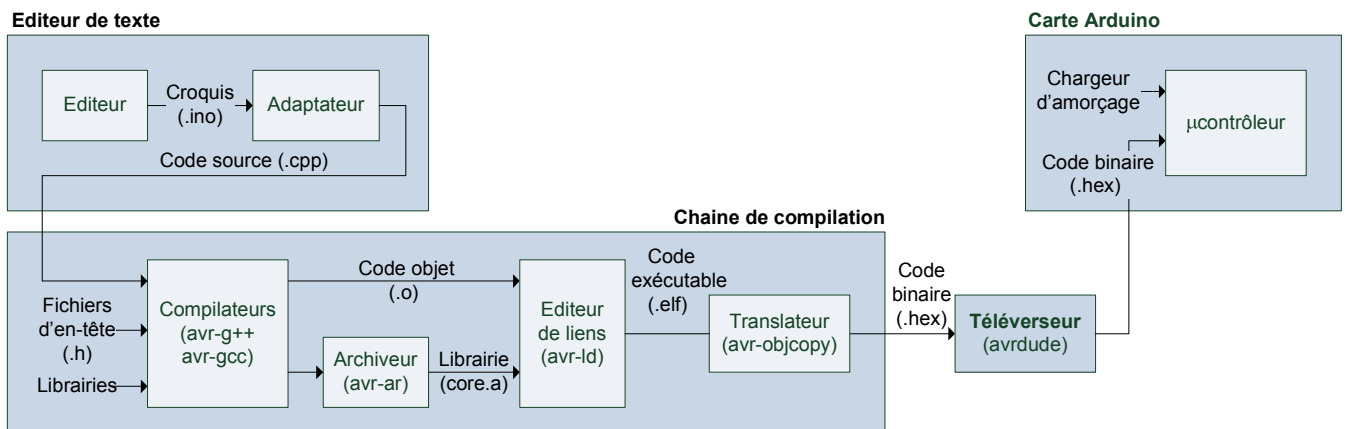 Editeur de texte
Editeur
Croquis
(.ino)
Adaptateur
Code source (.cpp)
Carte Arduino
Chargeur
d'amorçage
µcontrôleur
Code binaire
(.hex)
Chaine de compilation
Fichiers
d'en-tête
(.h)
Librairies
Compilateurs
(avr-g++
avr-gcc)
Code objet
(.o)
Archiveur
(avr-ar)
Librairie
(core.a)
Editeur
de liens
(avr-ld)
Code
exécutable
(.elf)
Translateur
(avr-objcopy)
Code
binaire
(.hex)
Téléverseur
(avrdude)